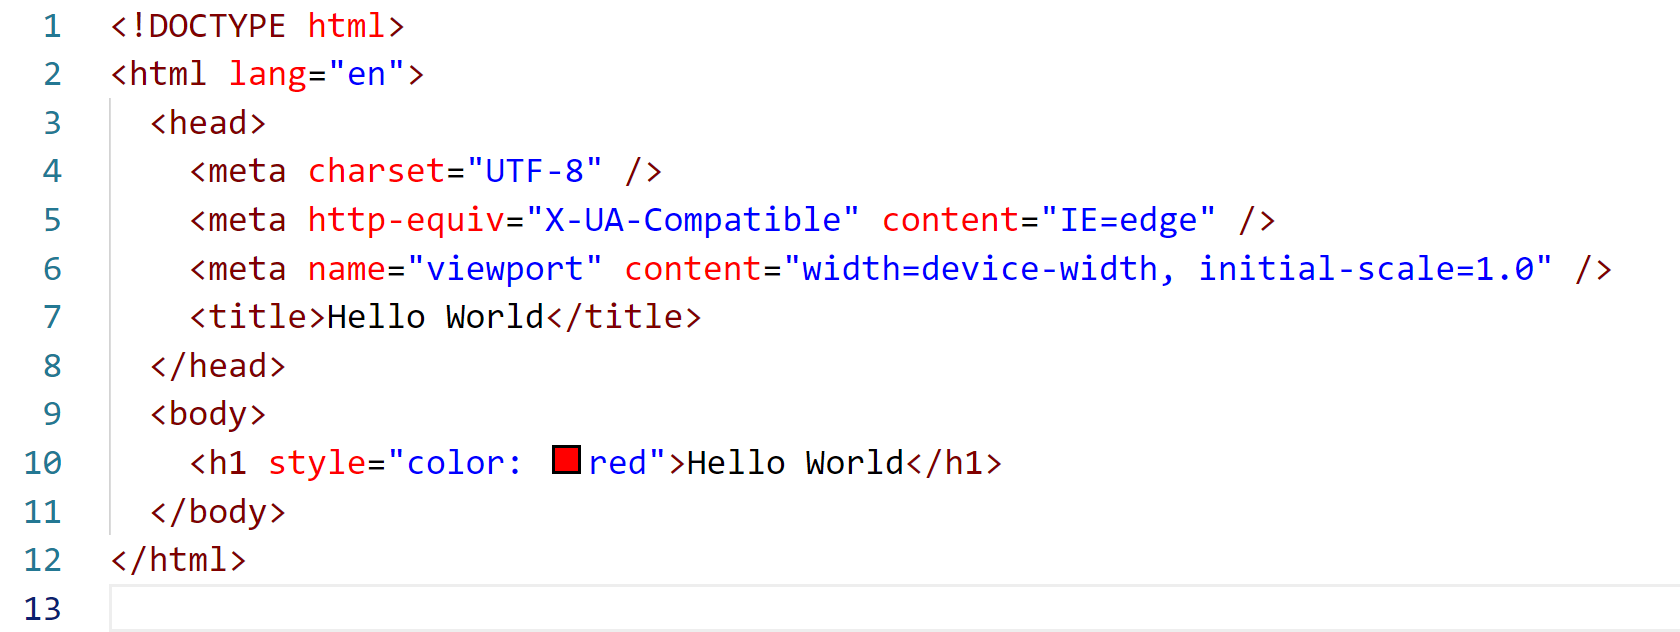 1 <!DOCTYPE html>
2 <html lang="en">
3   <head>
4     <meta charset="UTF-8" />
5     <meta http-equiv="X-UA-Compatible" content="IE=edge" />
6     <meta name="viewport" content="width=device-width, initial-scale=1.0" />
7     <title>Hello World</title>
8   </head>
9   <body>
10     <h1 style="color: red">Hello World</h1>
11   </body>
12 </html>
13